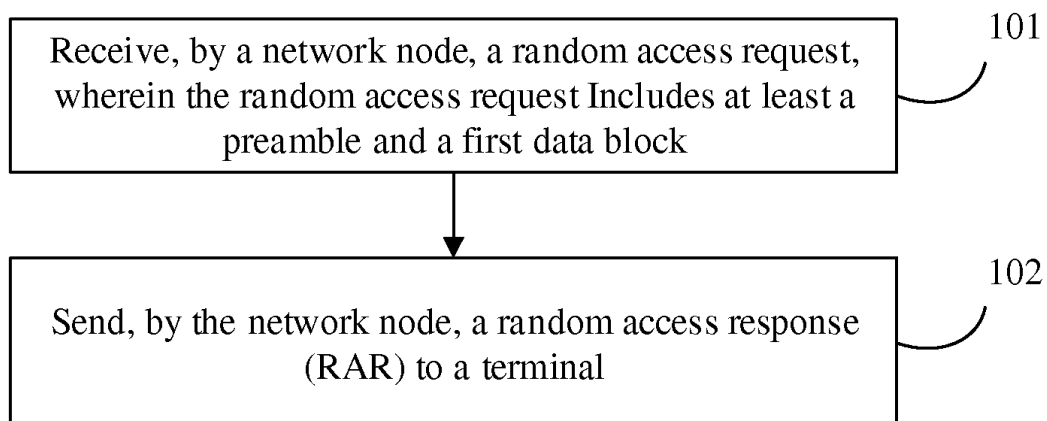 101
Receive, by a network node, a random access request,
wherein the random access request Includes at least a
preamble and a first data block
102
Send, by the network node, a random access response
(RAR) to a terminal